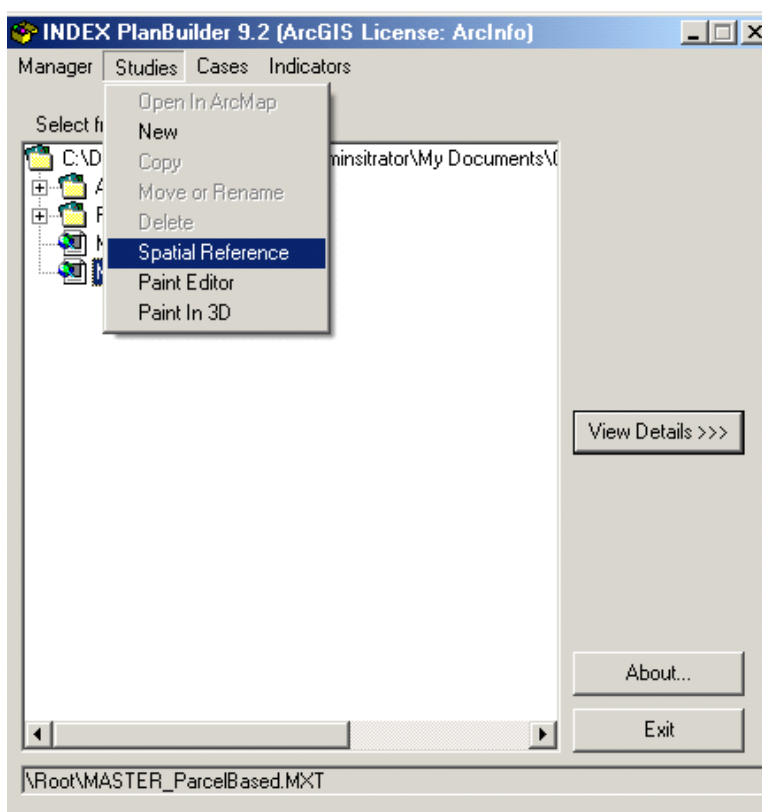 INDEX PlanBuilder 9.2 (ArcGIS License: ArcInfo)
Manager Studies Cases Indicators
Open In ArcMap
Select f
New
C:\D minsitrator\My Documents\
Copy
A
Move or Rename
F
Delete
M
Spatial Reference
M
Paint Editor
Paint In 3D
View Details >>>
About...
Exit
\Root\MASTER_ParcelBased.MXT